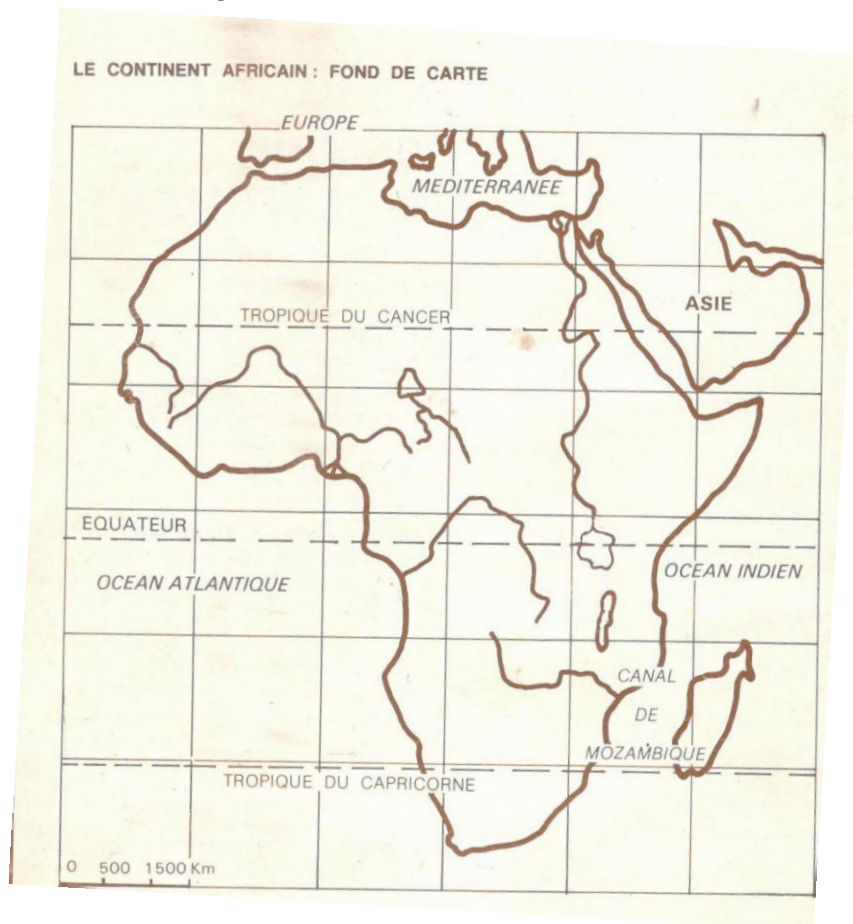 LE CONTINENT AFRICAIN : FOND DE CARTE
EUROPE
MEDITERRANEE
ASIE
TROPIQUE DU CANCER
EQUATEUR
OCEAN ATLANTIQUE
OCEAN INDIEN
CANAL
DE
MOZAMBIQUE
TROPIQUE DU CAPRICORNE
0 500 1500 Km